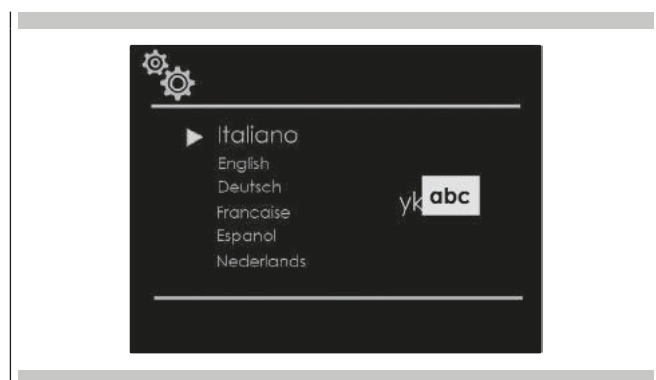 Italiano
English
Deutsch
Francaise
Espanol
Nederlands
yk abc